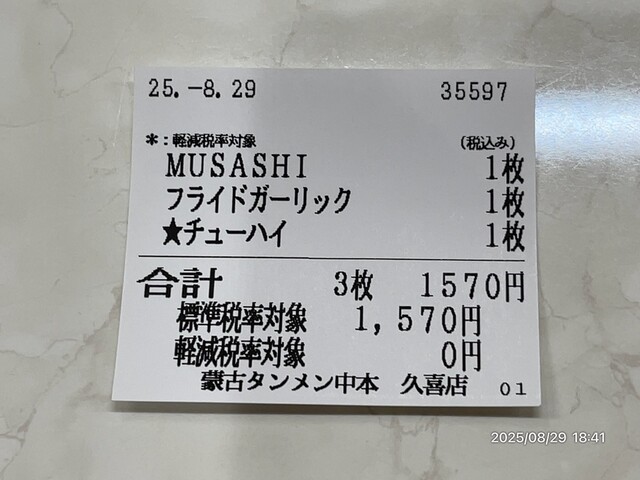 25.-8.29 35597
*:軽減税率対象 (税込み)
MUSASHI 1枚
フライドガーリック 1枚
★チューハイ 1枚
合計 3枚 1570円
標準税率対象 1,570円
軽減税率対象 0円
蒙古タンメン中本 久喜店 01
2025/08/29 18:41